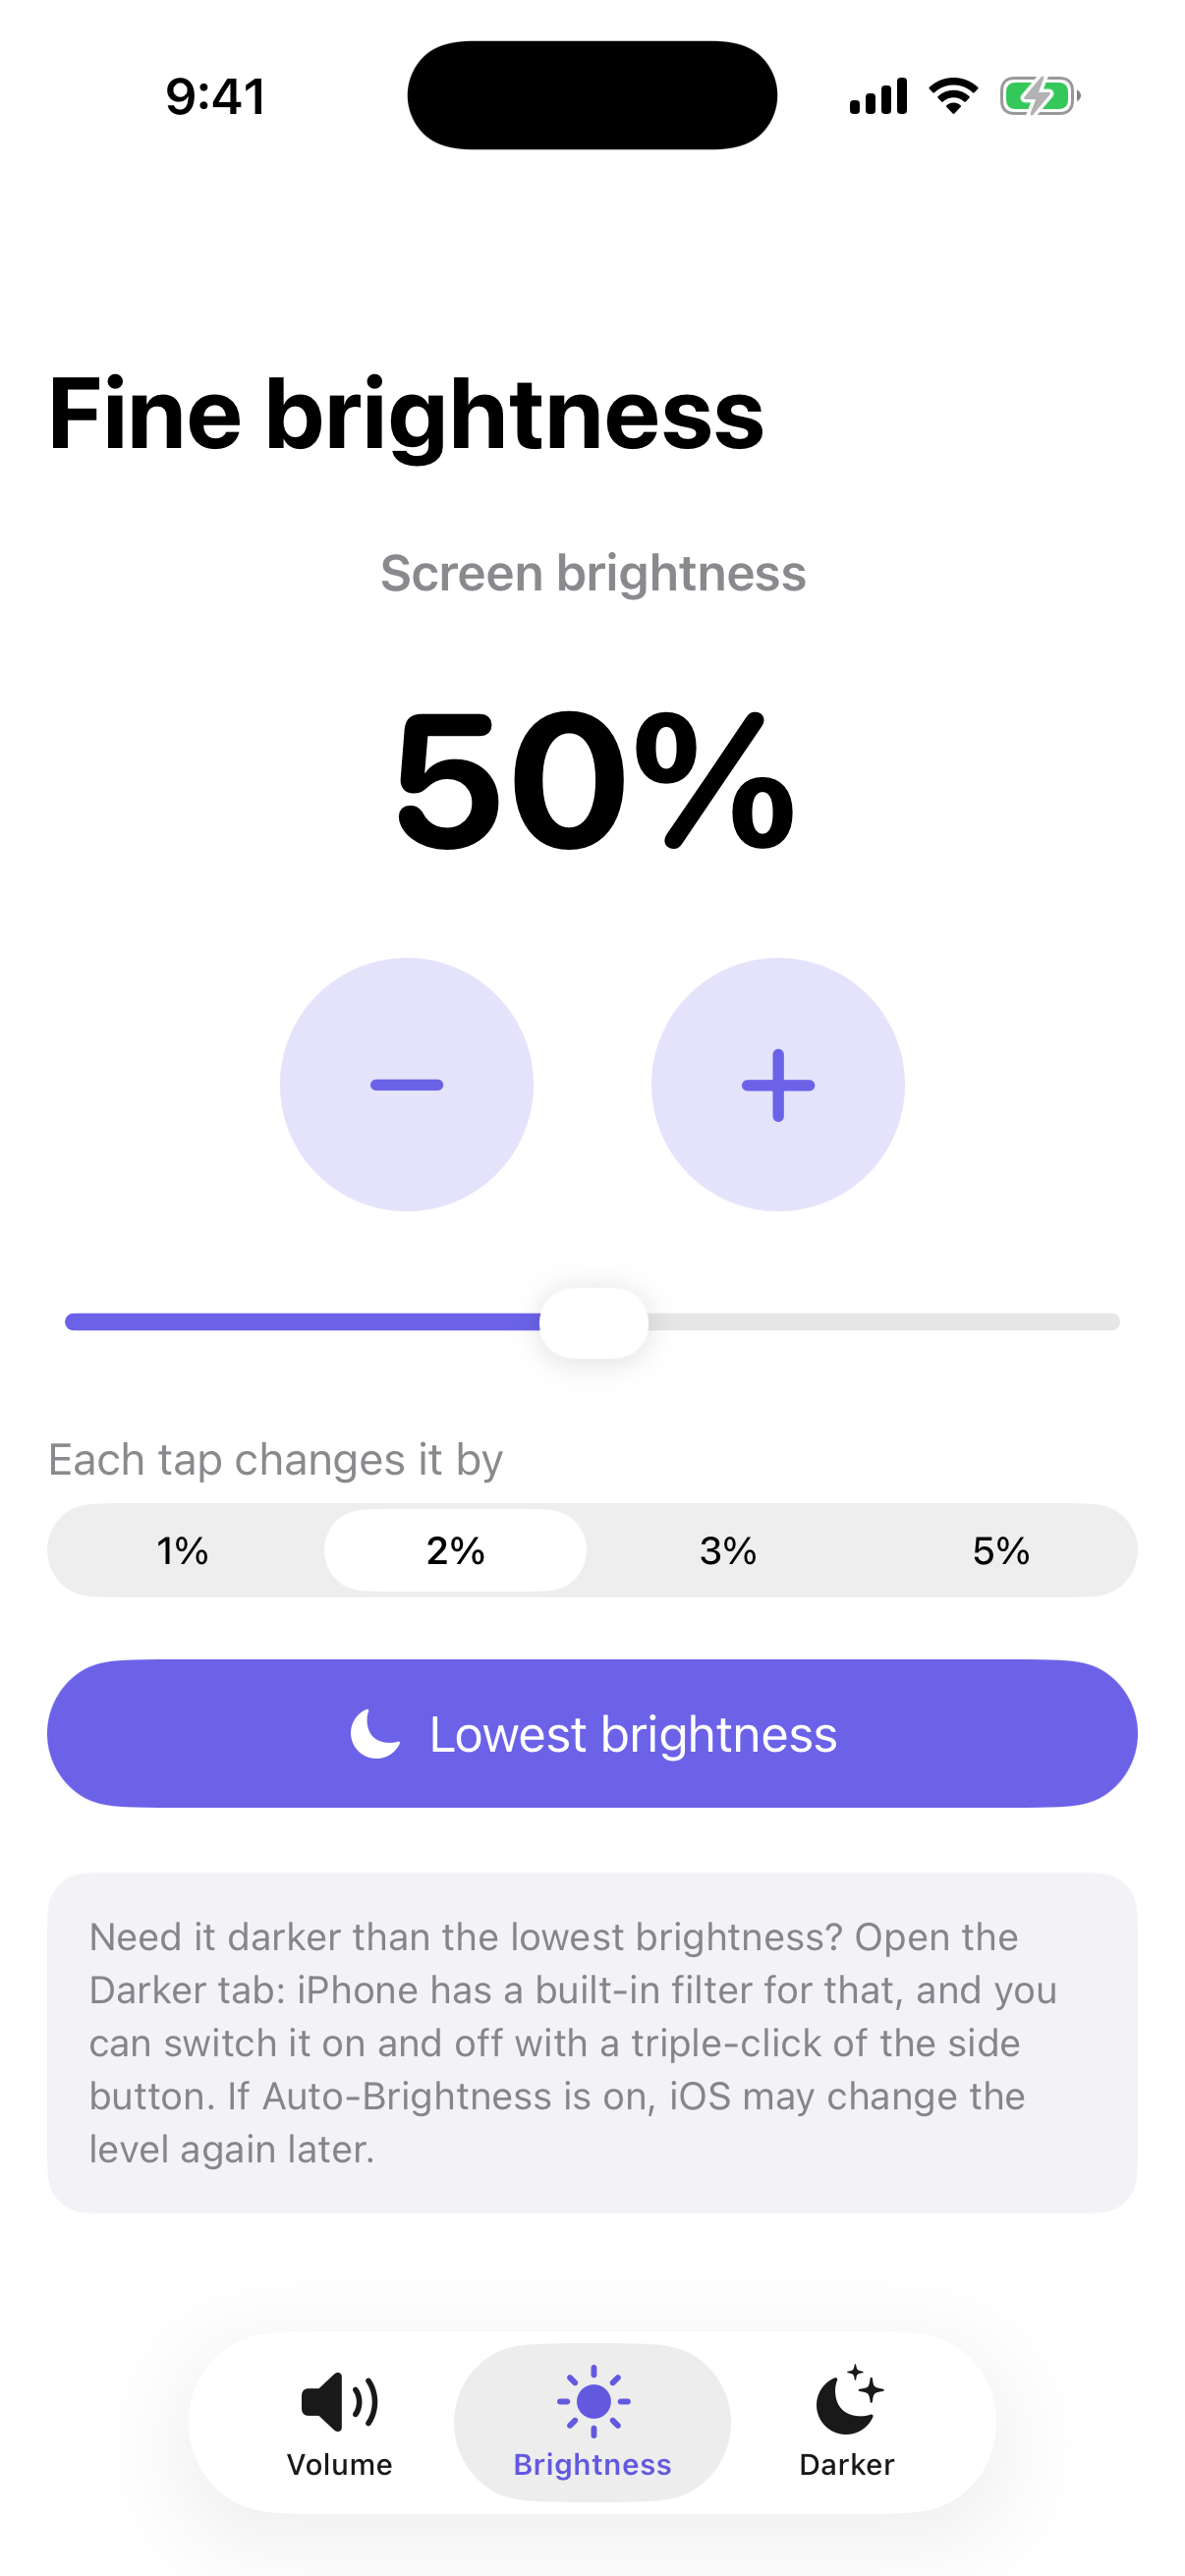 9:41
Fine brightness
Screen brightness
50%
Each tap changes it by
1% 2% 3% 5%
Lowest brightness
Need it darker than the lowest brightness? Open the
Darker tab: iPhone has a built-in filter for that, and you
can switch it on and off with a triple-click of the side
button. If Auto-Brightness is on, iOS may change the
level again later.
Volume Brightness Darker